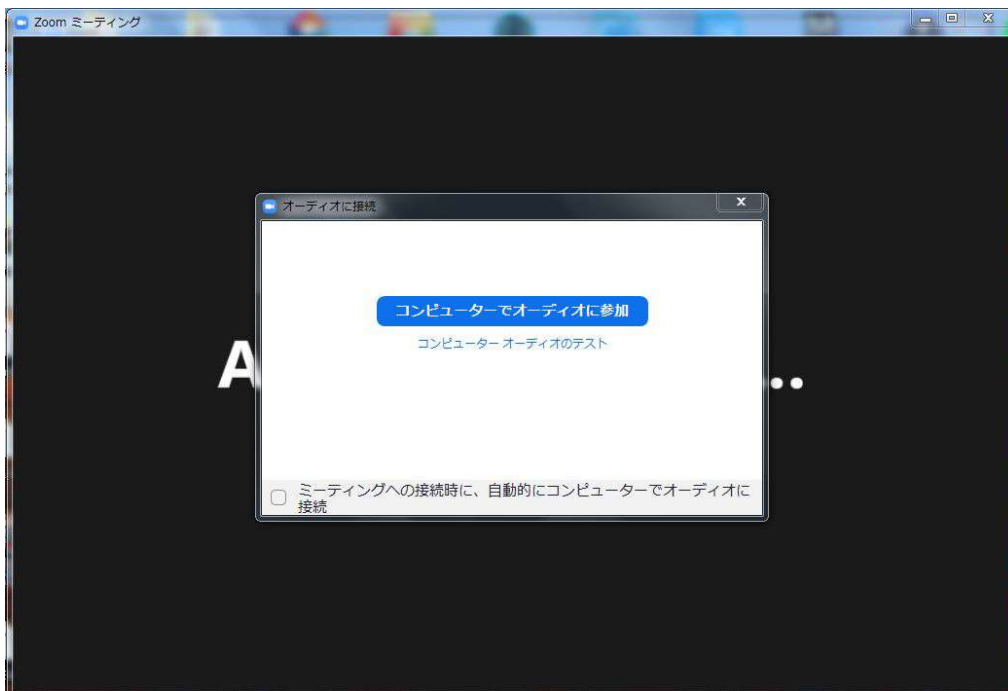 Zoom ミーティング
オーディオに接続
コンピューターでオーディオに参加
コンピューター オーディオのテスト
A
..
ミーティングへの接続時に、自動的にコンピューターでオーディオに
接続